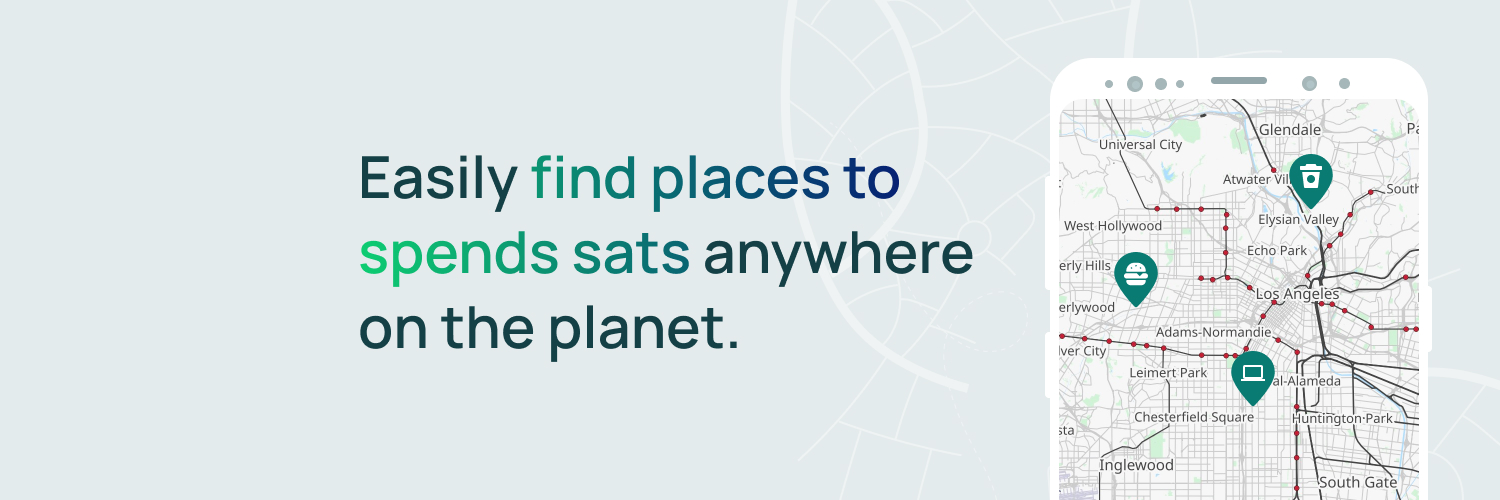 Easily find places to
spends sats anywhere
on the planet.
Glendale
Pa
Universal City
Atwater Vil
South
West Hollywood
Elysian Valley
Echo Park
erly Hills
Los Angeles
erlywood
Adams-Normandie
lver City
Leimert Park
al-Alameda
Chesterfield Square
Huntington Park
sta
Inglewood
South Gate